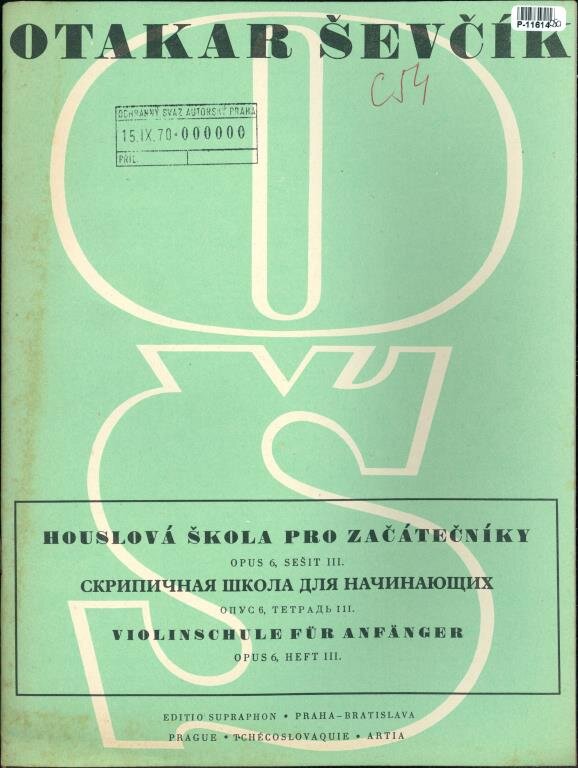 P-11614
OTAKAR ŠEVČÍK
C54
OCHRANNÝ SVAZ AUTORSKÝ PRAHA
15.IX.70·000000
PŘÍL.
OŠ
HOUSLOVÁ ŠKOLA PRO ZAČÁTEČNÍKY
OPUS 6, SEŠIT III.
СКРИПИЧНАЯ ШКОЛА ДЛЯ НАЧИНАЮЩИХ
ОПУС 6, ТЕТРАДЬ III.
VIOLINSCHULE FÜR ANFÄNGER
OPUS 6, HEFT III.
EDITIO SUPRAPHON • PRAHA–BRATISLAVA
PRAGUE • TCHÉCOSLOVAQUIE • ARTIA